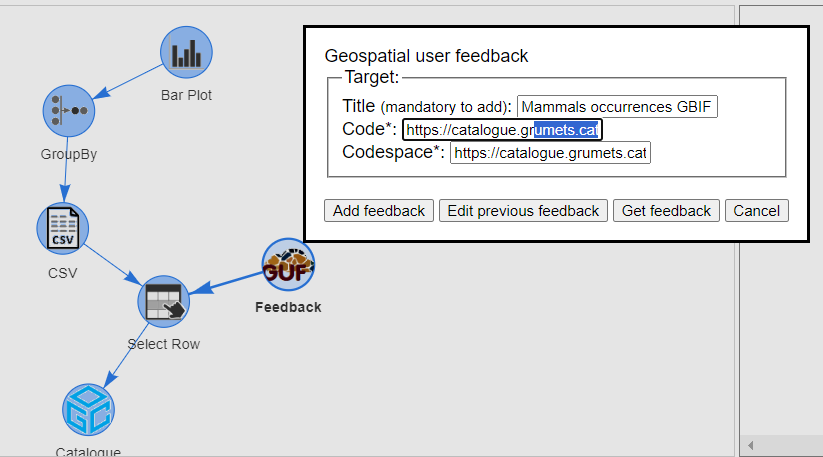 Geospatial user feedback
Target:
Title (mandatory to add): Mammals occurrences GBIF
Code*: https://catalogue.grumets.cat
Codespace*: https://catalogue.grumets.cat
Add feedback Edit previous feedback Get feedback Cancel
Bar Plot
GroupBy
CSV
CSV
GUF
Feedback
Select Row
OGC
Catalogue